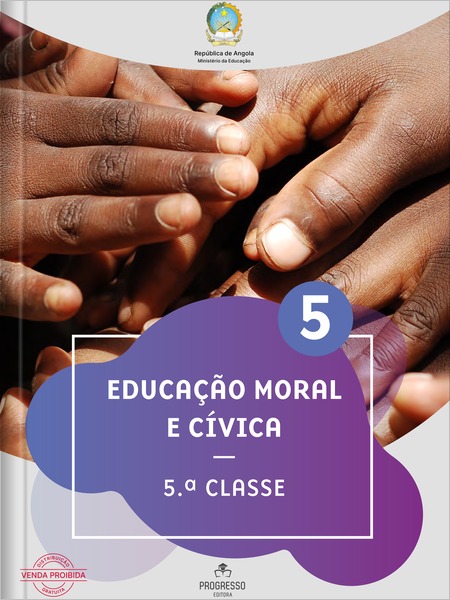 República de Angola
Ministério da Educação
5
EDUCAÇÃO MORAL
E CÍVICA
5.ª CLASSE
DISTRIBUIÇÃO
VENDA PROIBIDA
GRATUITA
PROGRESSO
EDITORA